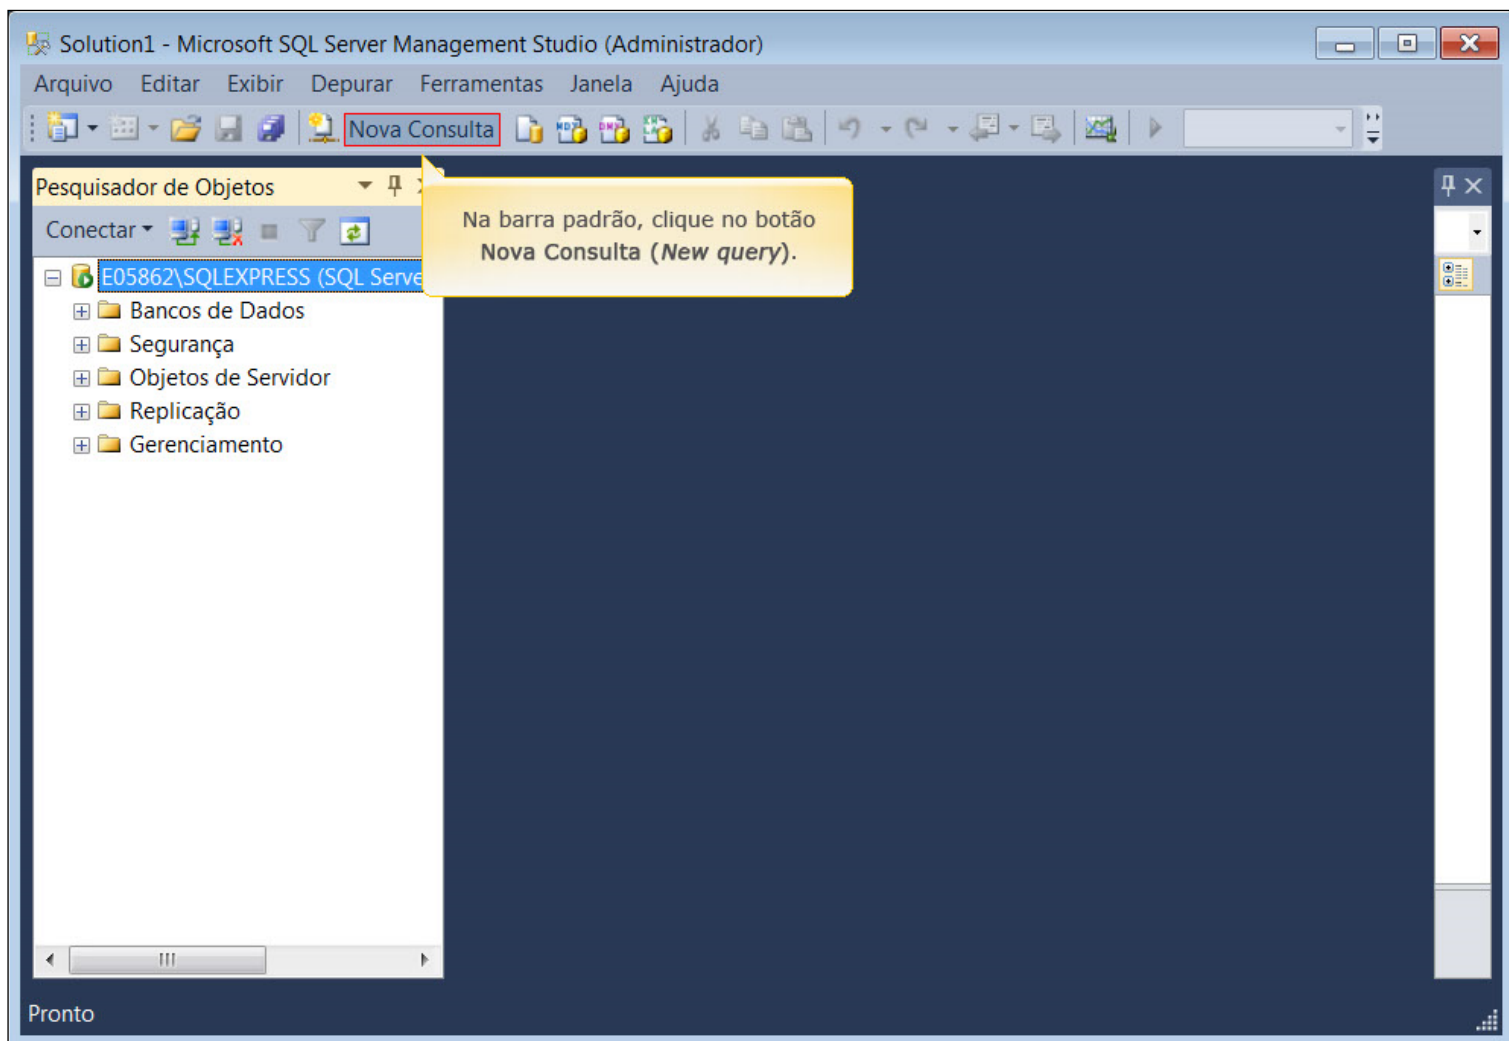 Solution1 - Microsoft SQL Server Management Studio (Administrador)
Arquivo Editar Exibir Depurar Ferramentas Janela Ajuda
Nova Consulta
Pesquisador de Objetos
Na barra padrão, clique no botão
Nova Consulta (New query).
Conectar
E05862\SQLEXPRESS (SQL Serve
Bancos de Dados
Segurança
Objetos de Servidor
Replicação
Gerenciamento
Pronto